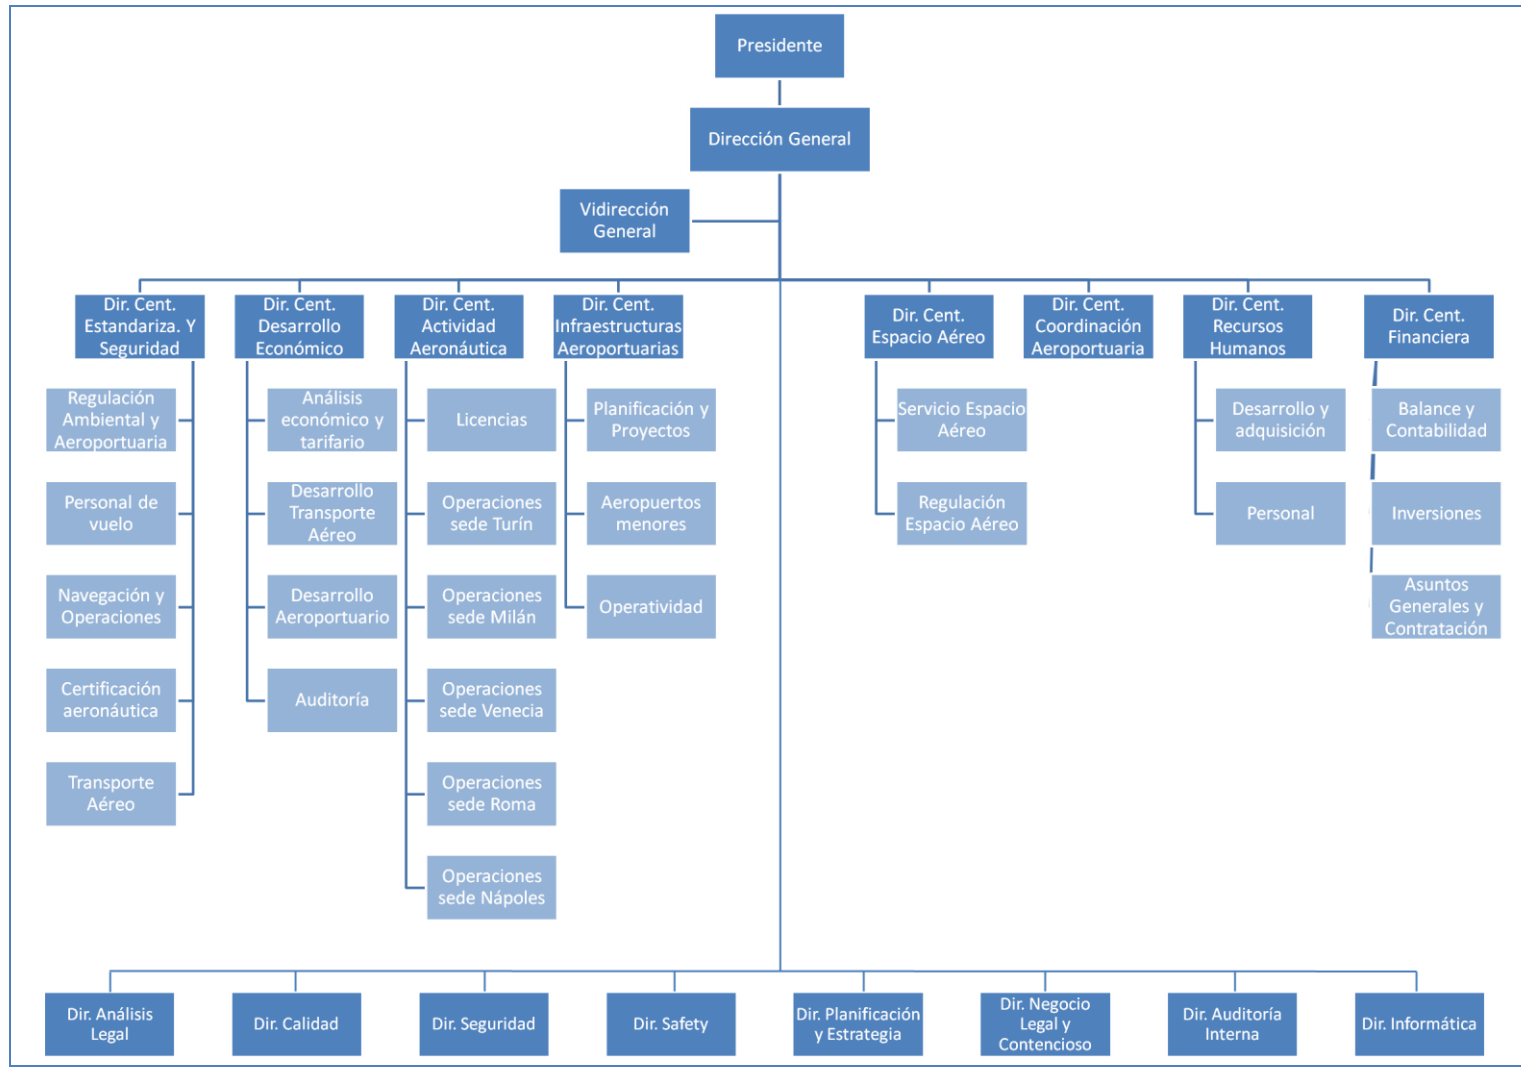 Presidente
Dirección General
Vidirección
General
Dir. Cent.
Estandariza. Y
Seguridad
Dir. Cent.
Desarrollo
Económico
Dir. Cent.
Actividad
Aeronáutica
Dir. Cent.
Infraestructuras
Aeroportuarias
Dir. Cent.
Espacio Aéreo
Dir. Cent.
Coordinación
Aeroportuaria
Dir. Cent.
Recursos
Humanos
Dir. Cent.
Financiera
Regulación
Ambiental y
Aeroportuaria
Personal de
vuelo
Navegación y
Operaciones
Certificación
aeronáutica
Transporte
Aéreo
Análisis
económico y
tarifario
Desarrollo
Transporte
Aéreo
Desarrollo
Aeroportuario
Auditoría
Licencias
Operaciones
sede Turín
Operaciones
sede Milán
Operaciones
sede Venecia
Operaciones
sede Roma
Operaciones
sede Nápoles
Planificación y
Proyectos
Aeropuertos
menores
Operatividad
Servicio Espacio
Aéreo
Regulación
Espacio Aéreo
Desarrollo y
adquisición
Personal
Balance y
Contabilidad
Inversiones
Asuntos
Generales y
Contratación
Dir. Análisis
Legal
Dir. Calidad
Dir. Seguridad
Dir. Safety
Dir. Planificación
y Estrategia
Dir. Negocio
Legal y
Contencioso
Dir. Auditoría
Interna
Dir. Informática